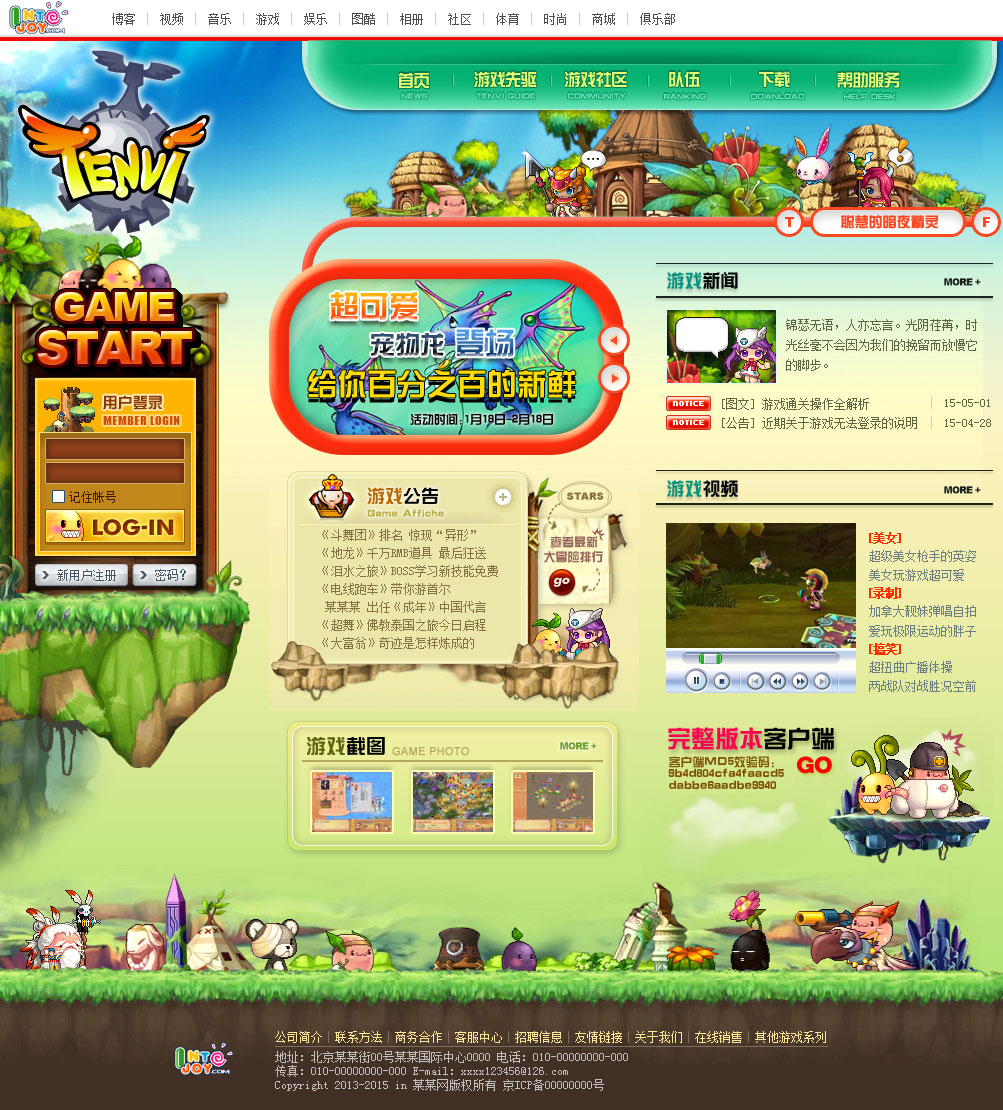 INTO JOY.COM
博客 视频 音乐 游戏 娱乐 图酷 相册 社区 体育 时尚 商城 俱乐部
首页 游戏先驱 游戏社区 队伍 下载 帮助服务
NEWS TENVI GUIDE COMMUNITY RANKING DOWNLOAD HELP DESK
TENVI
T 聪慧的暗夜精灵 F
GAME
START
用户登录
MEMBER LOGIN
记住帐号
LOG-IN
新用户注册 密码?
超可爱
宠物龙 登场
给你百分之百的新鲜
活动时间:1月18日-2月18日
游戏新闻 MORE +
锦瑟无语,人亦忘言。光阴荏苒,时
光丝毫不会因为我们的挽留而放慢它
的脚步。
NOTICE [图文] 游戏通关操作全解析 15-05-01
NOTICE [公告] 近期关于游戏无法登录的说明 15-04-28
游戏公告
Game Affiche
《斗舞团》排名 惊现“异形”
《地龙》千万RMB道具 最后狂送
《泪水之旅》BOSS学习新技能免费
《电线跑车》带你游首尔
某某某 出任《成年》中国代言
《超舞》佛教泰国之旅今日启程
《大富翁》奇迹是怎样炼成的
STARS
查看最新
大冒险排行
go
游戏视频 MORE +
[美女]
超级美女枪手的英姿
美女玩游戏超可爱
[录制]
加拿大靓妹弹唱自拍
爱玩极限运动的胖子
[搞笑]
超扭曲广播体操
两战队对战胜况空前
游戏截图 GAME PHOTO MORE +
完整版本客户端
客户端MD5效验码: GO
9b4d804cfa4faacd5
dabbe6aadbe9940
INTO JOY.COM
公司简介 | 联系方法 | 商务合作 | 客服中心 | 招聘信息 | 友情链接 | 关于我们 | 在线销售 | 其他游戏系列
地址: 北京某某街00号某某国际中心0000 电话: 010-00000000-000
传真: 010-00000000-000 E-mail: xxxx123456@126.com
Copyright 2013-2015 in 某某网版权所有 京ICP备00000000号